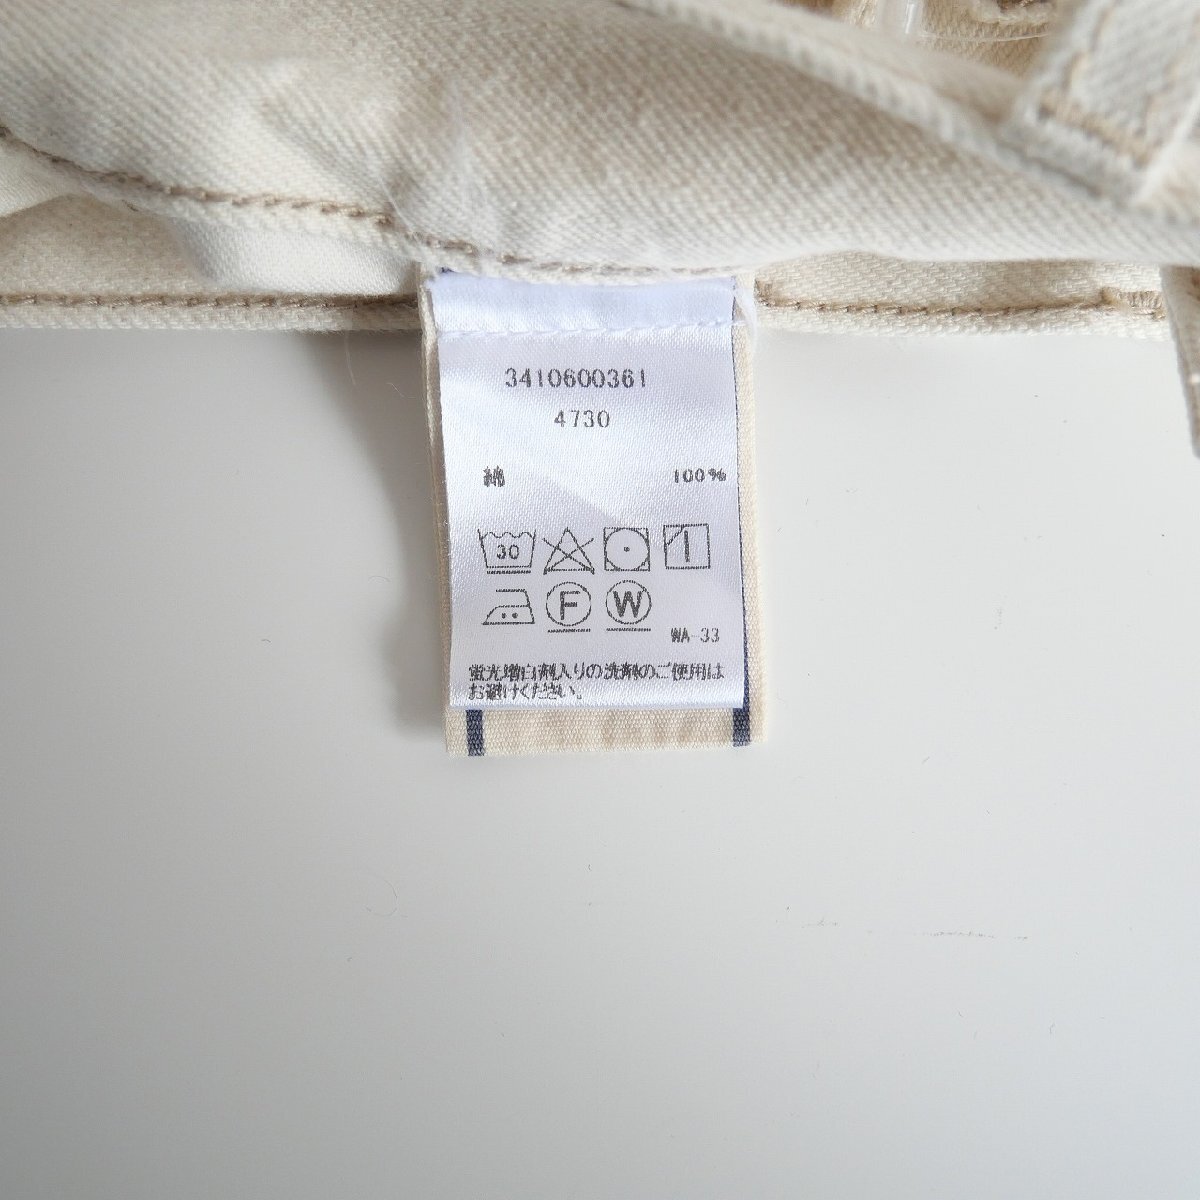 3410600361
4730
綿 100%
30
F W
WA-33
蛍光増白剤入りの洗剤のご使用は
お避けください。